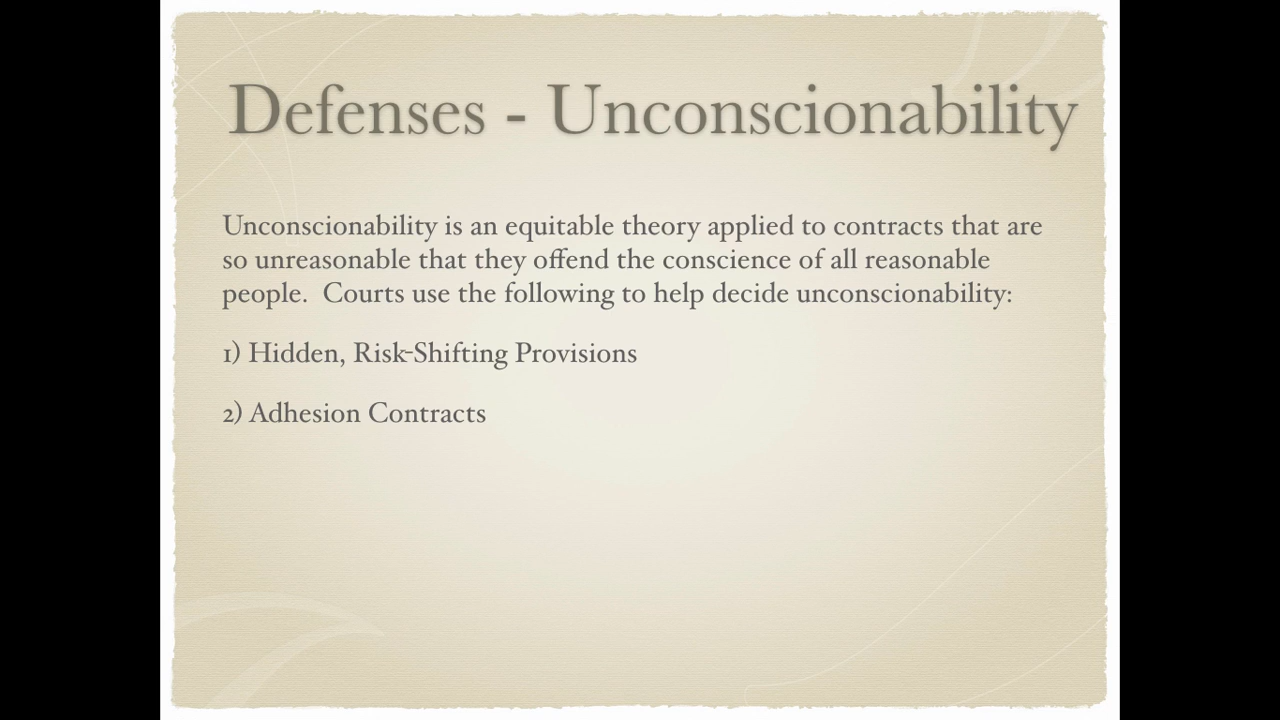 Defenses - Unconscionability
Unconscionability is an equitable theory applied to contracts that are
so unreasonable that they offend the conscience of all reasonable
people.  Courts use the following to help decide unconscionability:
1) Hidden, Risk-Shifting Provisions
2) Adhesion Contracts